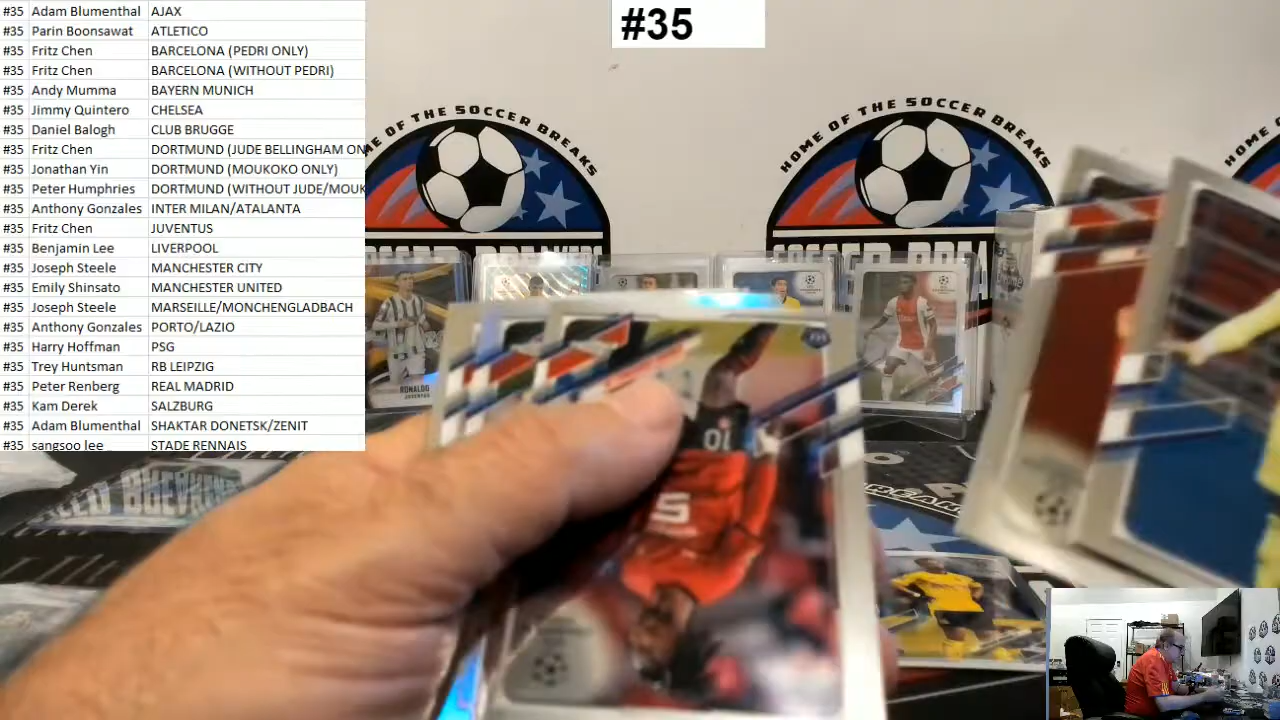 #35 Adam Blumenthal AJAX
#35 Parin Boonsawat ATLETICO
#35 Fritz Chen BARCELONA (PEDRI ONLY)
#35 Fritz Chen BARCELONA (WITHOUT PEDRI)
#35 Andy Mumma BAYERN MUNICH
#35 Jimmy Quintero CHELSEA
#35 Daniel Balogh CLUB BRUGGE
#35 Fritz Chen DORTMUND (JUDE BELLINGHAM ON
#35 Jonathan Yin DORTMUND (MOUKOKO ONLY)
#35 Peter Humphries DORTMUND (WITHOUT JUDE/MOUK
#35 Anthony Gonzales INTER MILAN/ATALANTA
#35 Fritz Chen JUVENTUS
#35 Benjamin Lee LIVERPOOL
#35 Joseph Steele MANCHESTER CITY
#35 Emily Shinsato MANCHESTER UNITED
#35 Joseph Steele MARSEILLE/MONCHENGLADBACH
#35 Anthony Gonzales PORTO/LAZIO
#35 Harry Hoffman PSG
#35 Trey Huntsman RB LEIPZIG
#35 Peter Renberg REAL MADRID
#35 Kam Derek SALZBURG
#35 Adam Blumenthal SHAKTAR DONETSK/ZENIT
#35 sangsoo lee STADE RENNAIS
#35
ME OF THE SOCCER BREAKS
HOME OF THE SOCCER BREAKS
HOME
RONALDO
JUVENTUS